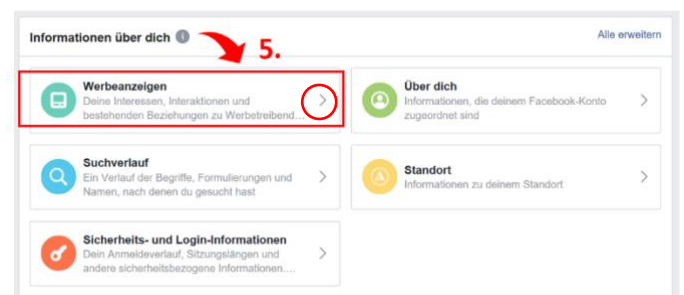 Informationen über dich
5.
Alle erweitern
Werbeanzeigen
Deine Interessen, Interaktionen und
bestehenden Beziehungen zu Werbetreibend...
Über dich
Informationen, die deinem Facebook-Konto
zugeordnet sind
Suchverlauf
Ein Verlauf der Begriffe, Formulierungen und
Namen, nach denen du gesucht hast
Standort
Informationen zu deinem Standort
Sicherheits- und Login-Informationen
Dein Anmeldeverlauf, Sitzungslängen und
andere sicherheitsbezogene Informationen....